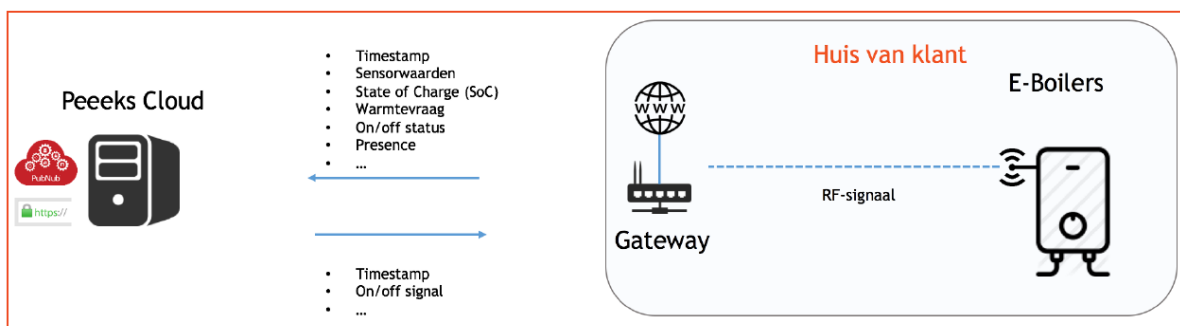 Peeeks Cloud
PubNub
https://
• Timestamp
• Sensorwaarden
• State of Charge (SoC)
• Warmtevraag
• On/off status
• Presence
• ...
• Timestamp
• On/off signal
• ...
Huis van klant
www
Gateway
RF-signaal
E-Boilers